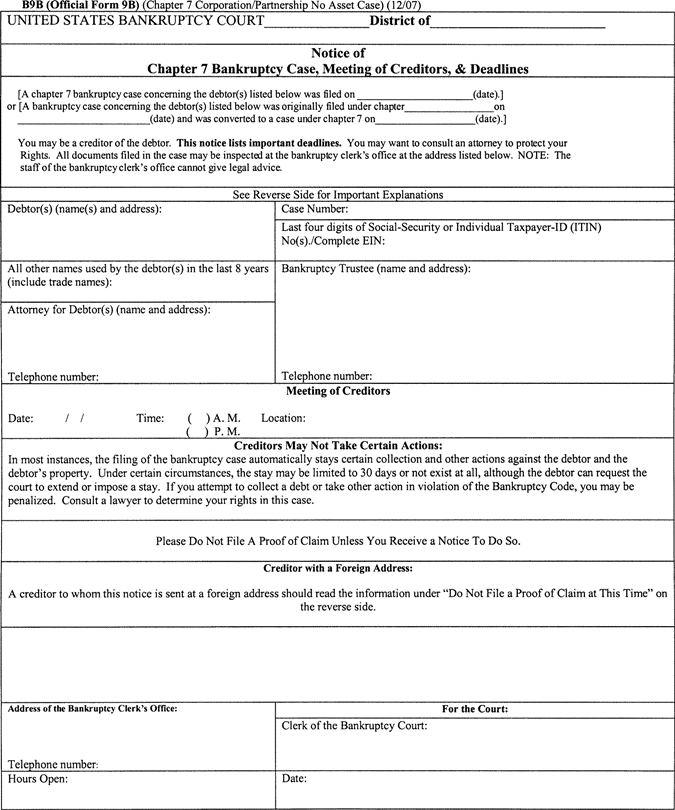 B9B (Official Form 9B) (Chapter 7 Corporation/Partnership No Asset Case) (12/07)
UNITED STATES BANKRUPTCY COURT_______________District of_________________________
Notice of
Chapter 7 Bankruptcy Case, Meeting of Creditors, & Deadlines
[A chapter 7 bankruptcy case concerning the debtor(s) listed below was filed on ____________________(date).]
or [A bankruptcy case concerning the debtor(s) listed below was originally filed under chapter________________on
_______________________(date) and was converted to a case under chapter 7 on__________________(date).]
You may be a creditor of the debtor. This notice lists important deadlines. You may want to consult an attorney to protect your
Rights. All documents filed in the case may be inspected at the bankruptcy clerk's office at the address listed below. NOTE: The
staff of the bankruptcy clerk's office cannot give legal advice.
See Reverse Side for Important Explanations
Debtor(s) (name(s) and address):
Case Number:
Last four digits of Social-Security or Individual Taxpayer-ID (ITIN)
No(s)./Complete EIN:
All other names used by the debtor(s) in the last 8 years
(include trade names):
Bankruptcy Trustee (name and address):
Attorney for Debtor(s) (name and address):
Telephone number:
Telephone number:
Meeting of Creditors
Date: / / Time: ( ) A. M. Location:
( ) P. M.
Creditors May Not Take Certain Actions:
In most instances, the filing of the bankruptcy case automatically stays certain collection and other actions against the debtor and the
debtor's property. Under certain circumstances, the stay may be limited to 30 days or not exist at all, although the debtor can request the
court to extend or impose a stay. If you attempt to collect a debt or take other action in violation of the Bankruptcy Code, you may be
penalized. Consult a lawyer to determine your rights in this case.
Please Do Not File A Proof of Claim Unless You Receive a Notice To Do So.
Creditor with a Foreign Address:
A creditor to whom this notice is sent at a foreign address should read the information under “Do Not File a Proof of Claim at This Time” on
the reverse side.
Address of the Bankruptcy Clerk's Office:
For the Court:
Clerk of the Bankruptcy Court:
Telephone number:
Hours Open:
Date: